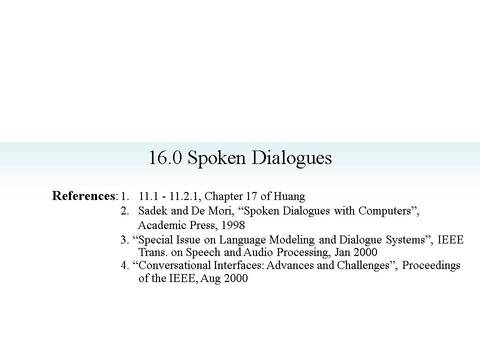 16.0 Spoken Dialogues
References: 1. 11.1 - 11.2.1, Chapter 17 of Huang
2. Sadek and De Mori, “Spoken Dialogues with Computers”,
Academic Press, 1998
3. “Special Issue on Language Modeling and Dialogue Systems”, IEEE
Trans. on Speech and Audio Processing, Jan 2000
4. “Conversational Interfaces: Advances and Challenges”, Proceedings
of the IEEE, Aug 2000